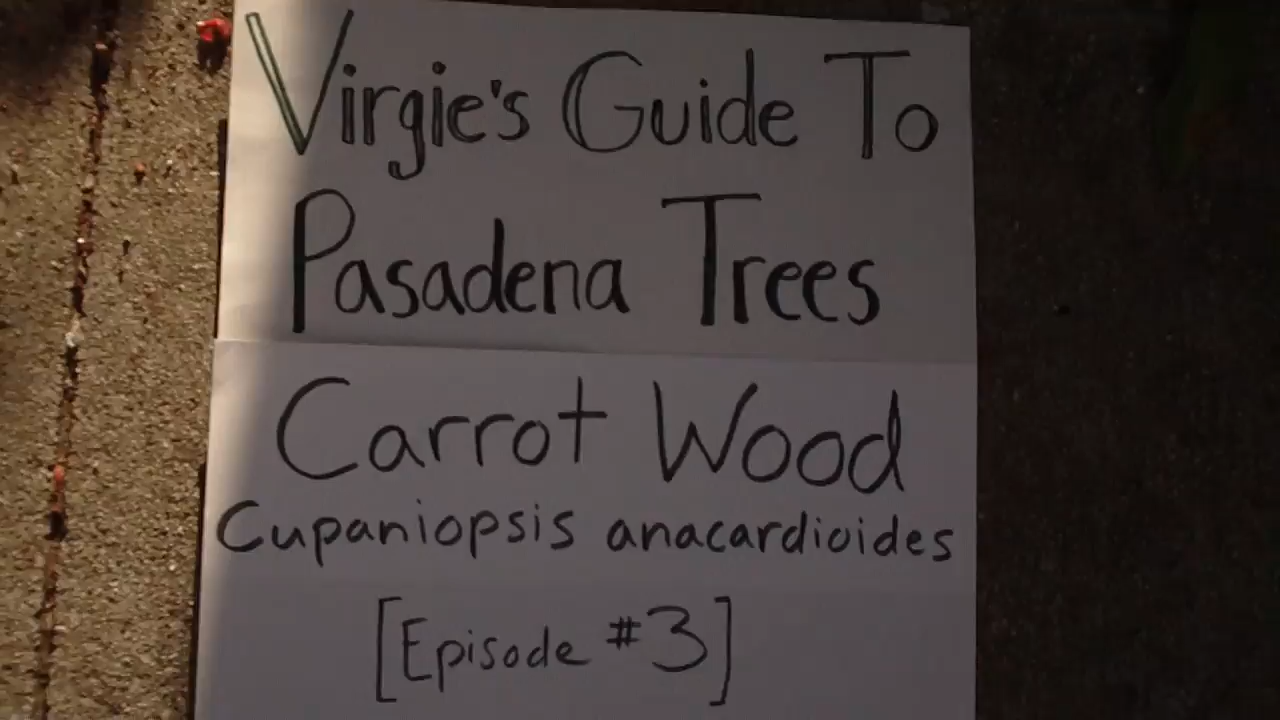 Virgie's Guide To
Pasadena Trees
Carrot Wood
Cupaniopsis anacardioides
[Episode #3]